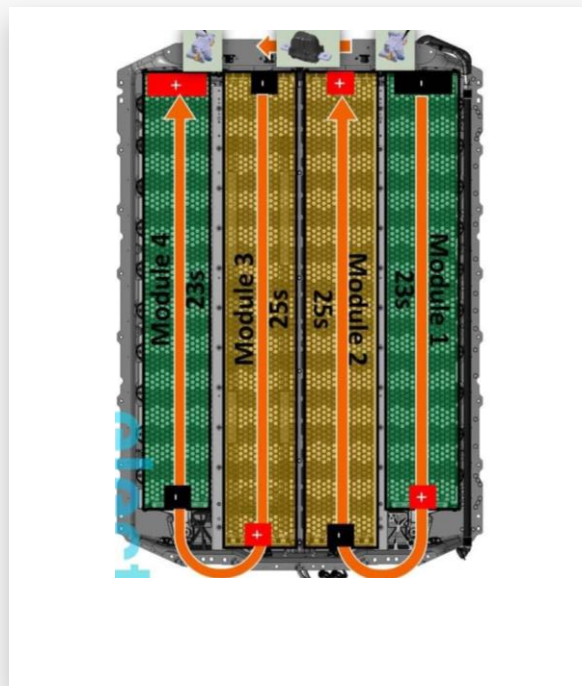 + - + -
Module 4
23s
Module 3
25s
Module 2
25s
Module 1
23s
- + - +